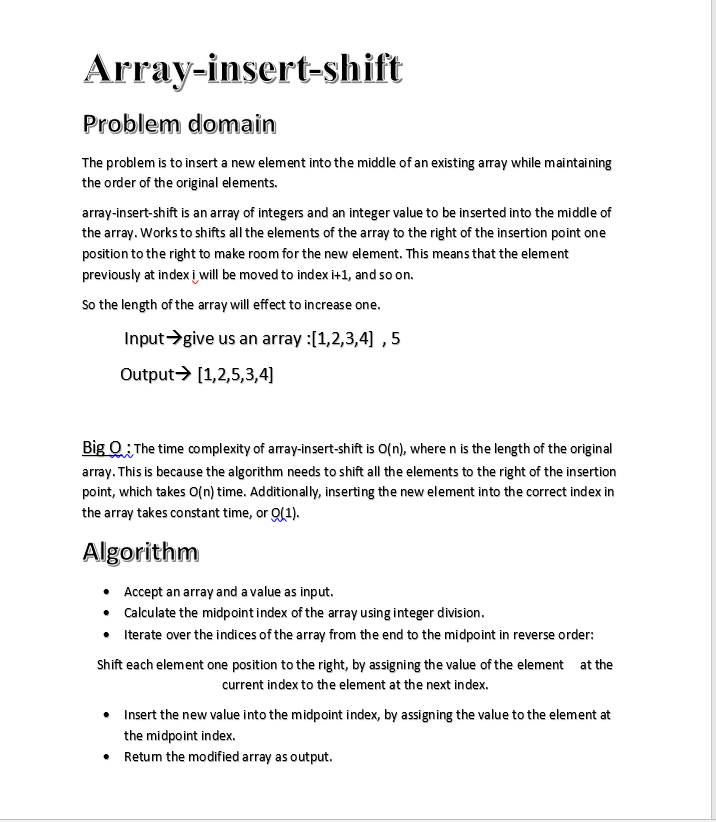 Array-insert-shift
Problem domain
The problem is to insert a new element into the middle of an existing array while maintaining
the order of the original elements.
array-insert-shift is an array of integers and an integer value to be inserted into the middle of
the array. Works to shifts all the elements of the array to the right of the insertion point one
position to the right to make room for the new element. This means that the element
previously at index i will be moved to index i+1, and so on.
So the length of the array will effect to increase one.
Input→give us an array :[1,2,3,4] , 5
Output→ [1,2,5,3,4]
Big O : The time complexity of array-insert-shift is O(n), where n is the length of the original
array. This is because the algorithm needs to shift all the elements to the right of the insertion
point, which takes O(n) time. Additionally, inserting the new element into the correct index in
the array takes constant time, or O(1).
Algorithm
• Accept an array and a value as input.
• Calculate the midpoint index of the array using integer division.
• Iterate over the indices of the array from the end to the midpoint in reverse order:
Shift each element one position to the right, by assigning the value of the element at the
current index to the element at the next index.
• Insert the new value into the midpoint index, by assigning the value to the element at
the midpoint index.
• Return the modified array as output.